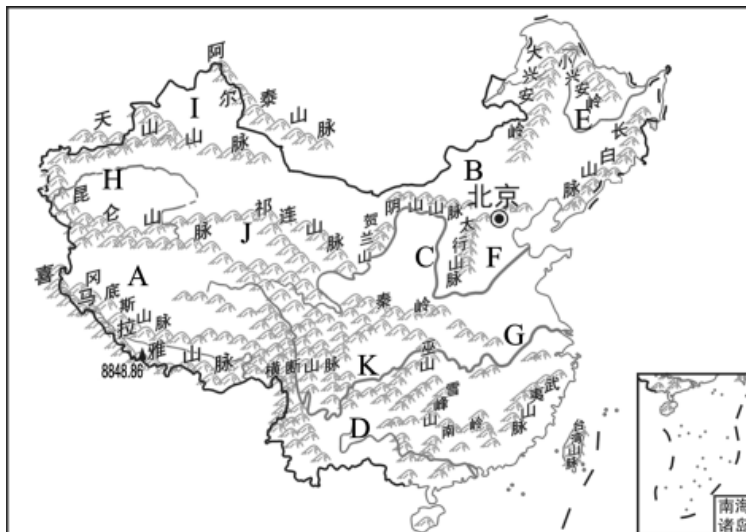 阿尔泰山脉
天山山脉
I
大兴安岭
小兴安岭
E
长白山脉
H
昆仑山脉
祁连山脉
J
B
阴山山脉
北京
贺兰山
太行山脉
C
F
A
喜马拉雅山脉
冈底斯山脉
8848.86
秦岭
G
巫山
K
横断山脉
雪峰山
武夷山脉
D
南岭
台湾山脉
南海
诸岛